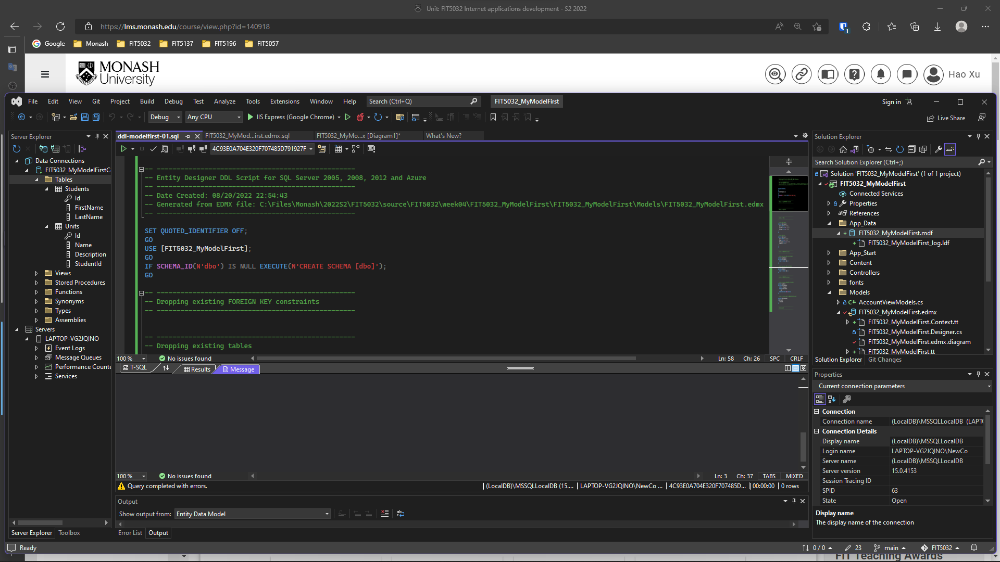 Unit: FIT5032 Internet applications development - S2 2022
https://lms.monash.edu/course/view.php?id=140918
Google Monash FIT5032 FIT5137 FIT5196 FIT5057
MONASH
University
Hao Xu
File Edit View Git Project Build Debug Test Analyze Tools Extensions Window Help Search (Ctrl+Q) FIT5032_MyModelFirst Sign in
Debug Any CPU IIS Express (Google Chrome) Live Share
Server Explorer
Data Connections
FIT5032_MyModelFirstC
Tables
Students
Id
FirstName
LastName
Units
Id
Name
Description
StudentId
Views
Stored Procedures
Functions
Synonyms
Types
Assemblies
Servers
LAPTOP-VG2JQINO
Event Logs
Message Queues
Performance Counte
Services
Server Explorer Toolbox
ddl-modelfirst-01.sql FIT5032_MyMod...irst.edmx.sql FIT5032_MyMo...x [Diagram1]* What's New?
4C93E0A704E320F707485D791927F
-- --------------------------------------------------
-- Entity Designer DDL Script for SQL Server 2005, 2008, 2012 and Azure
-- --------------------------------------------------
-- Date Created: 08/20/2022 22:54:43
-- Generated from EDMX file: C:\Files\Monash\2022S2\FIT5032\source\FIT5032\week04\FIT5032_MyModelFirst\FIT5032_MyModelFirst\Models\FIT5032_MyModelFirst.edmx
-- --------------------------------------------------
SET QUOTED_IDENTIFIER OFF;
GO
USE [FIT5032_MyModelFirst];
GO
IF SCHEMA_ID(N'dbo') IS NULL EXECUTE(N'CREATE SCHEMA [dbo]');
GO
-- --------------------------------------------------
-- Dropping existing FOREIGN KEY constraints
-- --------------------------------------------------
-- --------------------------------------------------
-- Dropping existing tables
100 % No issues found Ln: 58 Ch: 26 SPC CRLF
T-SQL Results Message
100 % No issues found Ln: 3 Ch: 37 TABS MIXED
Query completed with errors. (LocalDB)\MSSQLLocalDB (15.... LAPTOP-VG2JQINO\NewCo ... 4C93E0A704E320F707485D... 00:00:00 0 rows
Output
Show output from: Entity Data Model
Error List Output
Solution Explorer
Search Solution Explorer (Ctrl+;)
Solution 'FIT5032_MyModelFirst' (1 of 1 project)
FIT5032_MyModelFirst
Connected Services
Properties
References
App_Data
FIT5032_MyModelFirst.mdf
FIT5032_MyModelFirst_log.ldf
App_Start
Content
Controllers
fonts
Models
C# AccountViewModels.cs
FIT5032_MyModelFirst.edmx
FIT5032_MyModelFirst.Context.tt
FIT5032_MyModelFirst.Designer.cs
FIT5032_MyModelFirst.edmx.diagram
FIT5032_MyModelFirst.tt
Solution Explorer Git Changes
Properties
Current connection parameters
Connection
Connection name (LocalDB)\MSSQLLocalDB (LAPT
Connection Details
Display name (LocalDB)\MSSQLLocalDB
Login name LAPTOP-VG2JQINO\NewCo
Server name (LocalDB)\MSSQLLocalDB
Server version 15.0.4153
Session Tracing ID
SPID 63
State Open
Display name
The display name of the connection
Ready 0 / 0 23 main FIT5032
FIT Teaching Awards